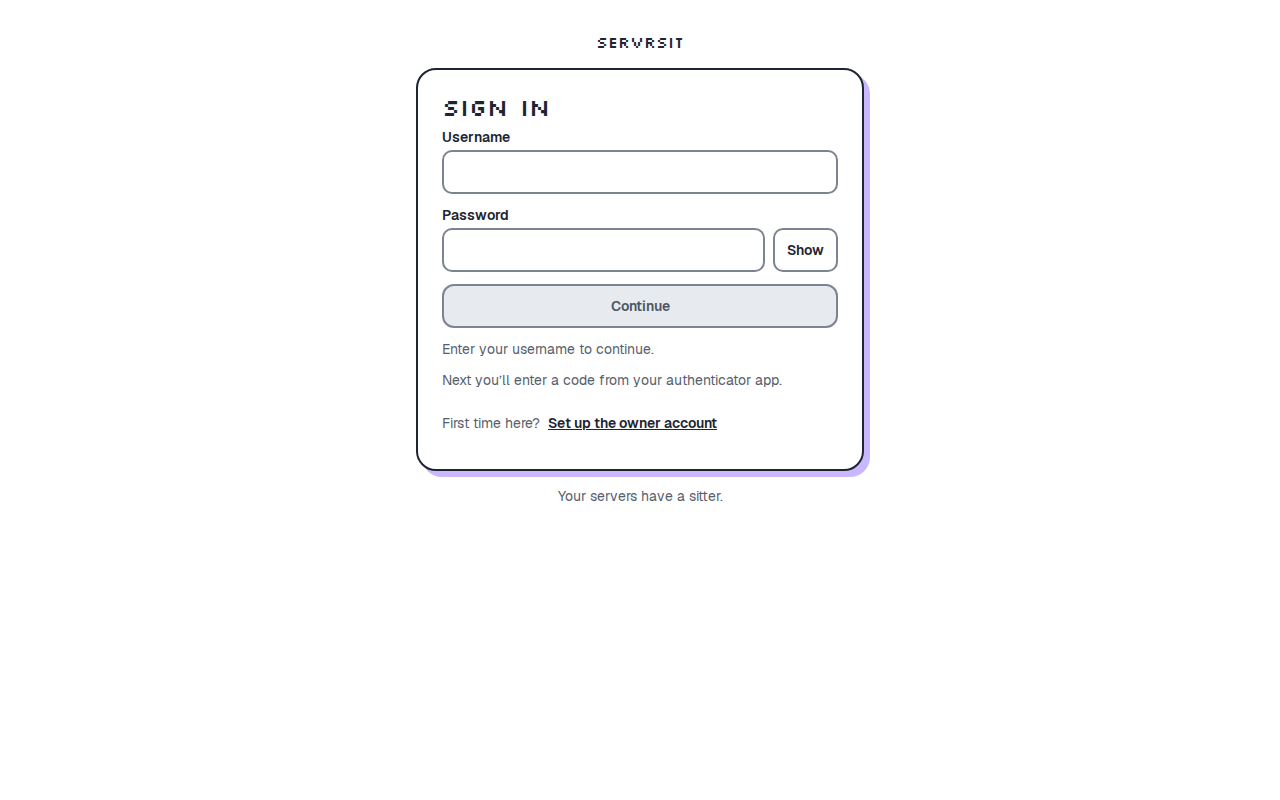 SERVRSIT
SIGN IN
Username
Password
Show
Continue
Enter your username to continue.
Next you'll enter a code from your authenticator app.
First time here? Set up the owner account
Your servers have a sitter.